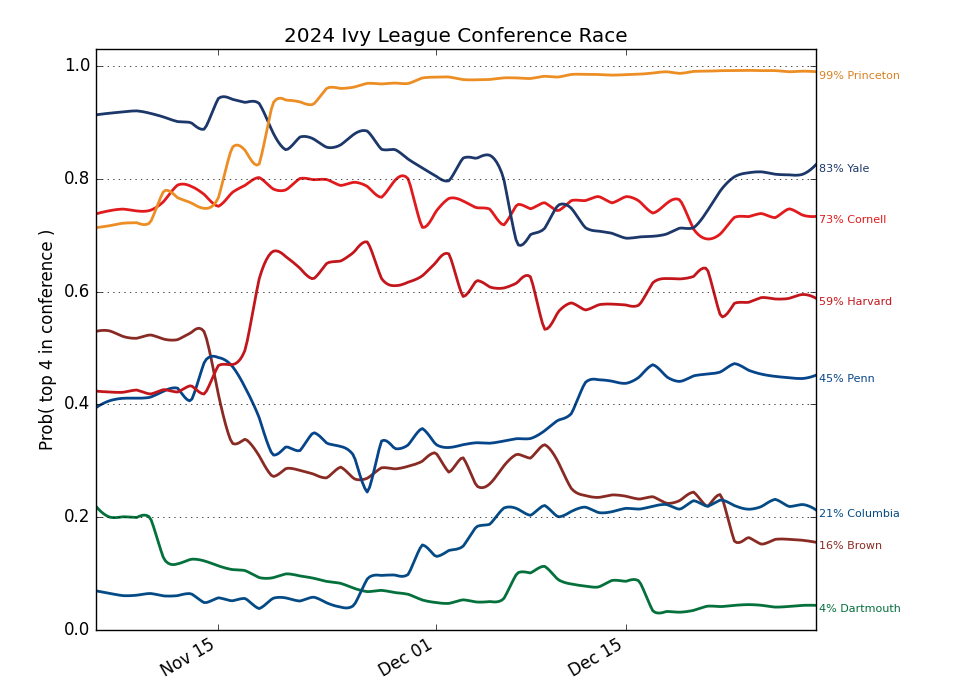 2024 Ivy League Conference Race
Prob( top 4 in conference )
1.0
0.8
0.6
0.4
0.2
0.0
Nov 15
Dec 01
Dec 15
99% Princeton
83% Yale
73% Cornell
59% Harvard
45% Penn
21% Columbia
16% Brown
4% Dartmouth